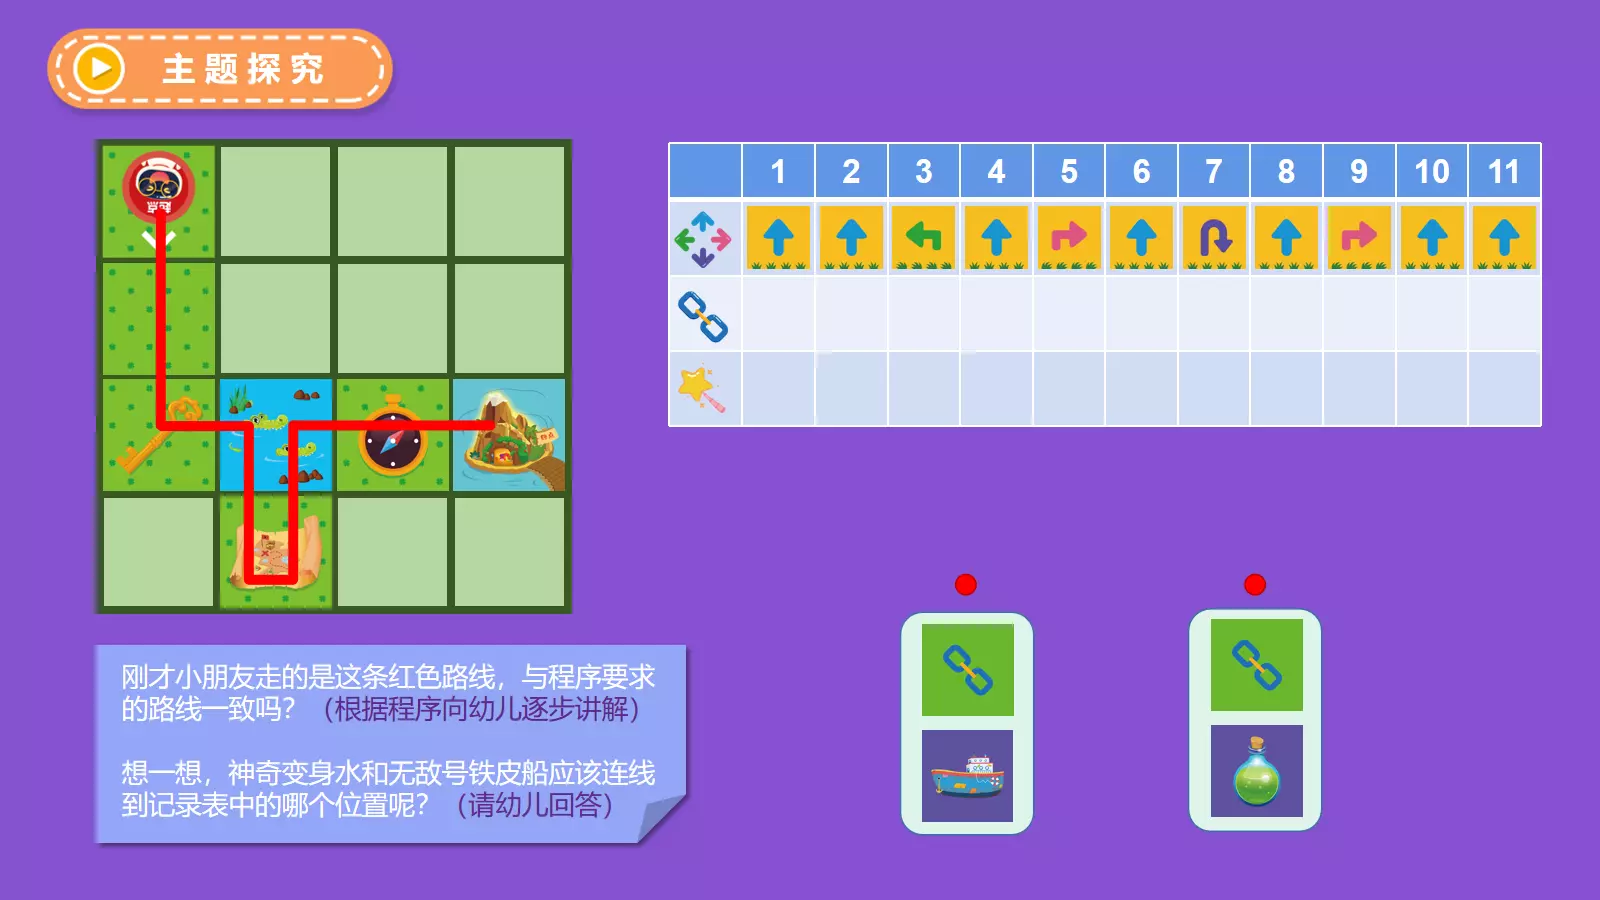 主题探究
起点
1 2 3 4 5 6 7 8 9 10 11
终点
刚才小朋友走的是这条红色路线，与程序要求
的路线一致吗？（根据程序向幼儿逐步讲解）
想一想，神奇变身水和无敌号铁皮船应该连线
到记录表中的哪个位置呢？（请幼儿回答）